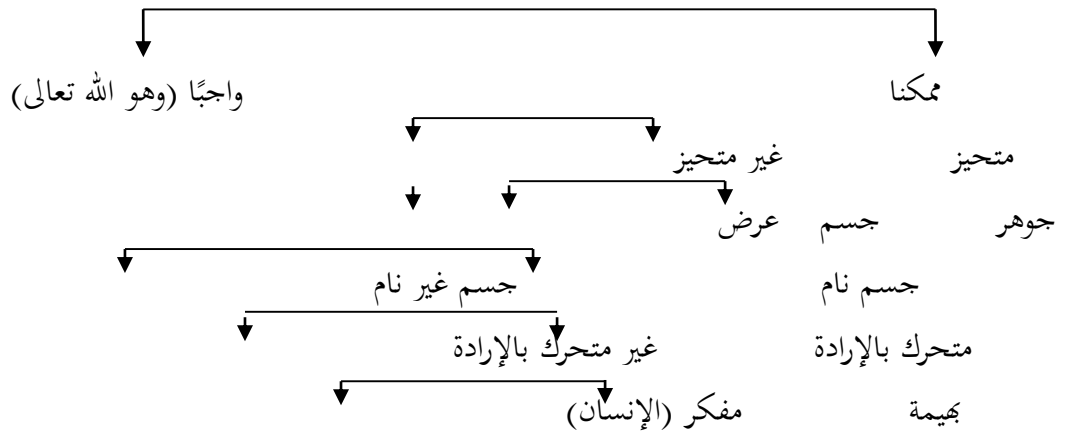 ممكنا واجبًا (وهو الله تعالى)
متحيز غير متحيز
جوهر جسم عرض
جسم نام جسم غير نام
متحرك بالإرادة غير متحرك بالإرادة
بهيمة مفكر (الإنسان)